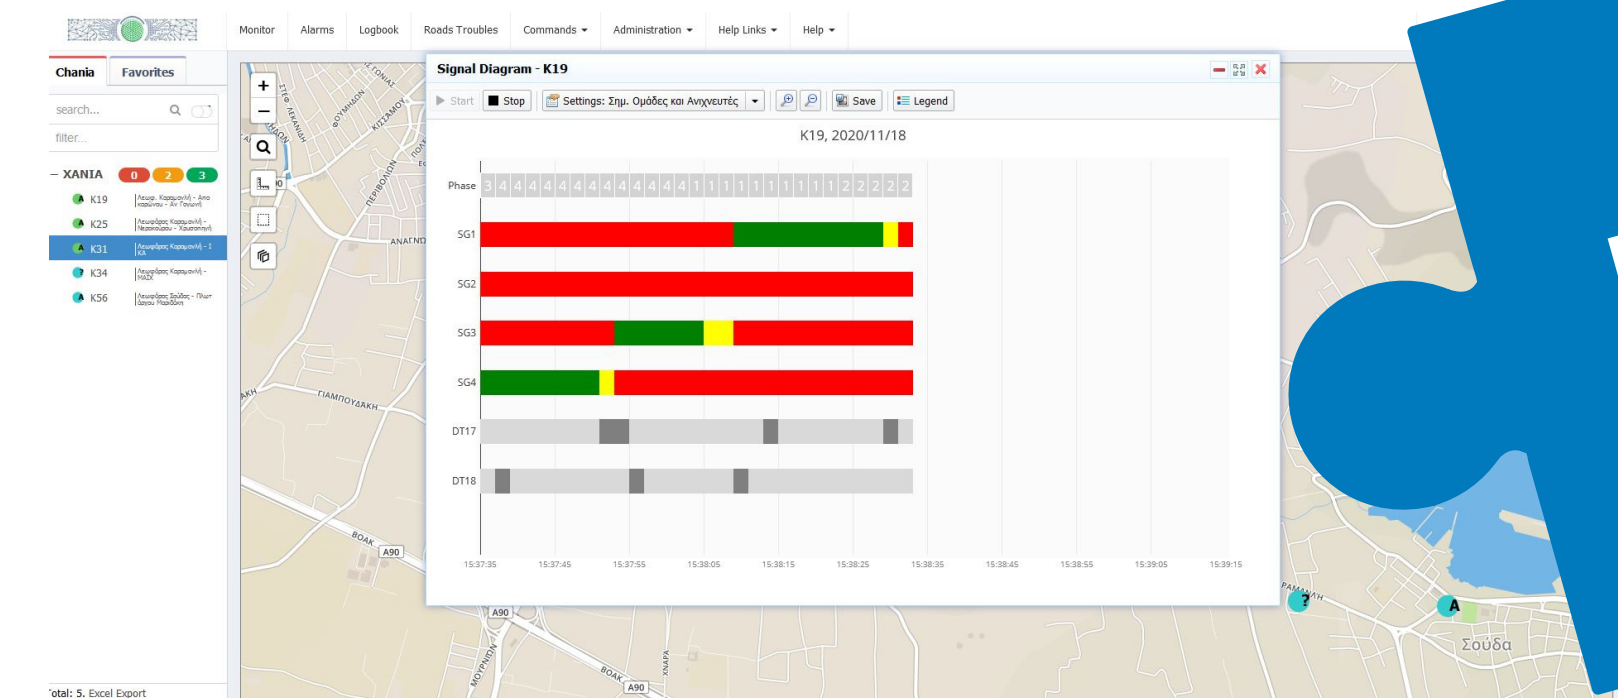 Monitor Alarms Logbook Roads Troubles Commands Administration Help Links Help
Chania Favorites
search...
filter...
ΧΑΝΙΑ 0 2 3
A K19
A K25
A K31
? K34
A K56
Total: 5. Excel Export
Signal Diagram - K19
Start Stop Settings: Σημ. Ομάδες και Ανιχνευτές Save Legend
K19, 2020/11/18
Phase 3 4 4 4 4 4 4 4 4 4 4 4 4 4 1 1 1 1 1 1 1 1 1 1 2 2 2 2 2
SG1
SG2
SG3
SG4
DT17
DT18
15:37:35 15:37:45 15:37:55 15:38:05 15:38:15 15:38:25 15:38:35 15:38:45 15:38:55 15:39:05 15:39:15
+
−
ΚΙΣΣΑΜΟΥ
ΠΕΡΙΒΟΛΙΩΝ
ΓΙΑΜΠΟΥΔΑΚΗ
ΒΟΑΚ
A90
A90
ΒΟΑΚ
A90
?
A
Σούδα